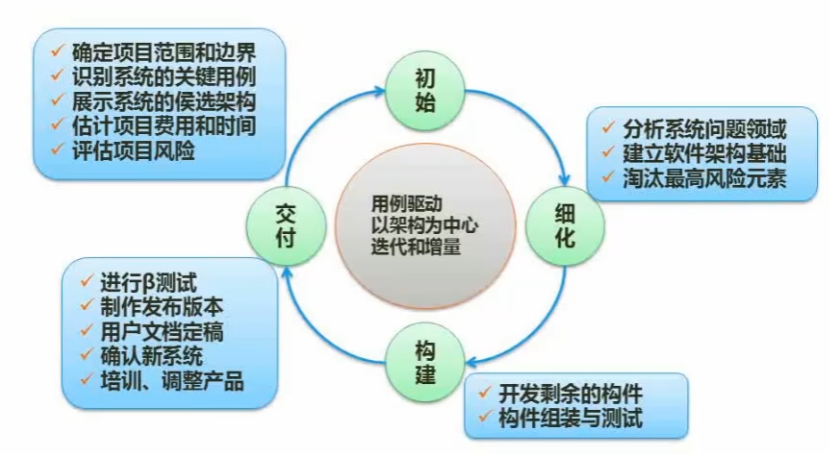 确定项目范围和边界
识别系统的关键用例
展示系统的侯选架构
估计项目费用和时间
评估项目风险
初
始
分析系统问题领域
建立软件架构基础
淘汰最高风险元素
细
化
用例驱动
以架构为中心
迭代和增量
交
付
进行β测试
制作发布版本
用户文档定稿
确认新系统
培训、调整产品
构
建
开发剩余的构件
构件组装与测试